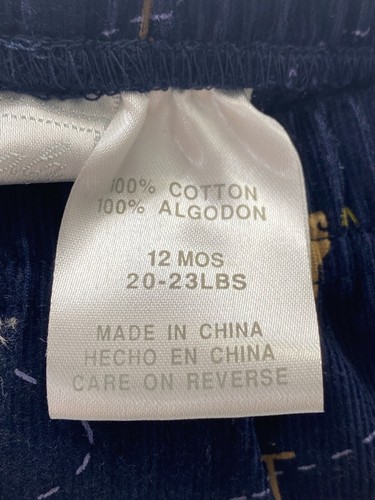 100% COTTON
100% ALGODON
12 MOS
20-23LBS
MADE IN CHINA
HECHO EN CHINA
CARE ON REVERSE